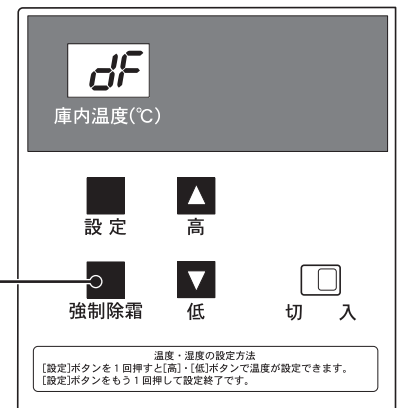 dF
庫内温度(℃)
設定
高
強制除霜
低
切 入
温度・湿度の設定方法
[設定]ボタンを1回押すと[高]・[低]ボタンで温度が設定できます。
[設定]ボタンをもう1回押して設定終了です。